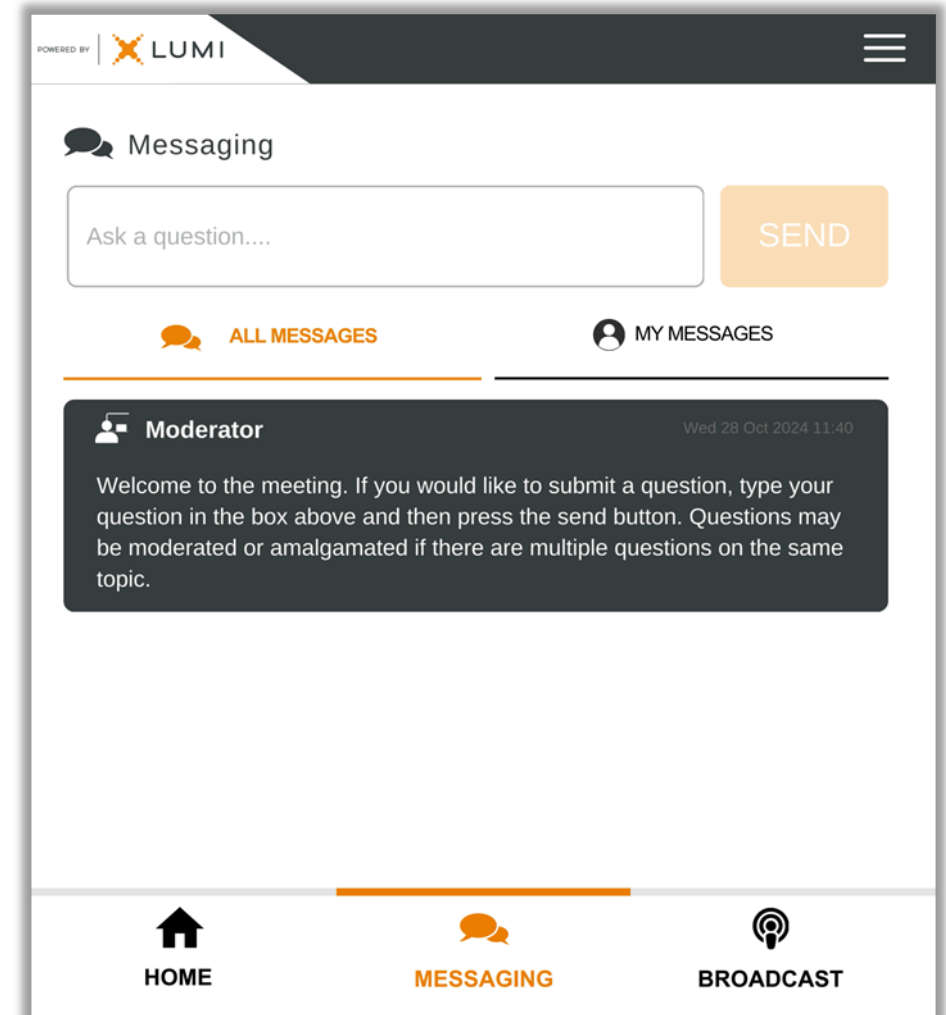 POWERED BY LUMI
Messaging
Ask a question....
SEND
ALL MESSAGES
MY MESSAGES
Moderator
Wed 28 Oct 2024 11:40
Welcome to the meeting. If you would like to submit a question, type your
question in the box above and then press the send button. Questions may
be moderated or amalgamated if there are multiple questions on the same
topic.
HOME
MESSAGING
BROADCAST